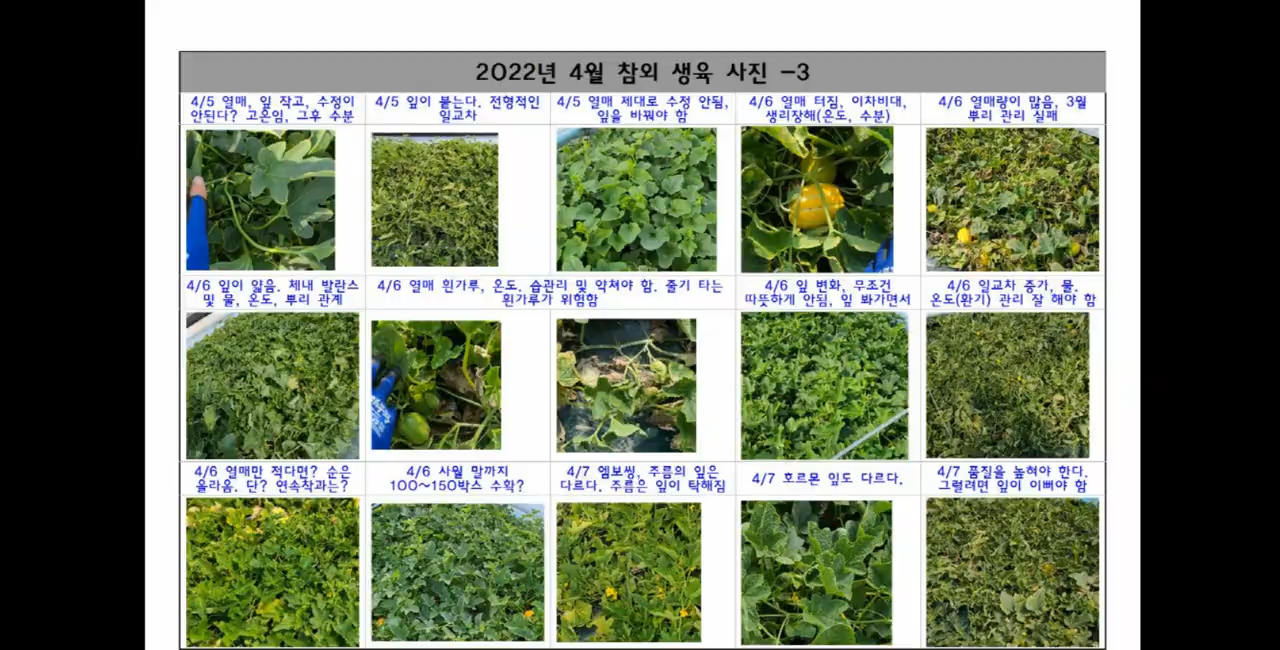 2022년 4월 참외 생육 사진 -3
4/5 열매, 잎 작고, 수정이
안된다? 고온임, 그후 수분
4/5 잎이 붙는다. 전형적인
일교차
4/5 열매 제대로 수정 안됨,
잎을 바꿔야 함
4/6 열매 터짐, 이차비대,
생리장해(온도, 수분)
4/6 열매량이 많음, 3월
뿌리 관리 실패
4/6 잎이 얇음. 체내 발란스
및 물, 온도, 뿌리 관계
4/6 열매 흰가루, 온도. 습관리 및 약쳐야 함. 줄기 타는
흰가루가 위험함
4/6 잎 변화, 무조건
따뜻하게 안됨, 잎 봐가면서
4/6 일교차 증가, 물.
온도(환기) 관리 잘 해야 함
4/6 열매만 적다면? 순은
올라옴. 단? 연속착과는?
4/6 사월 말까지
100~150박스 수확?
4/7 엠보씽, 주름의 잎은
다르다. 주름은 잎이 탁해짐
4/7 호르몬 잎도 다르다.
4/7 품질을 높혀야 한다.
그럴려면 잎이 이뻐야 함